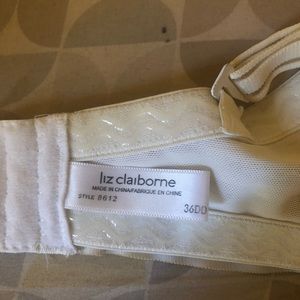 liz claiborne
MADE IN CHINA/FABRIQUE EN CHINE
STYLE 8612
36DD